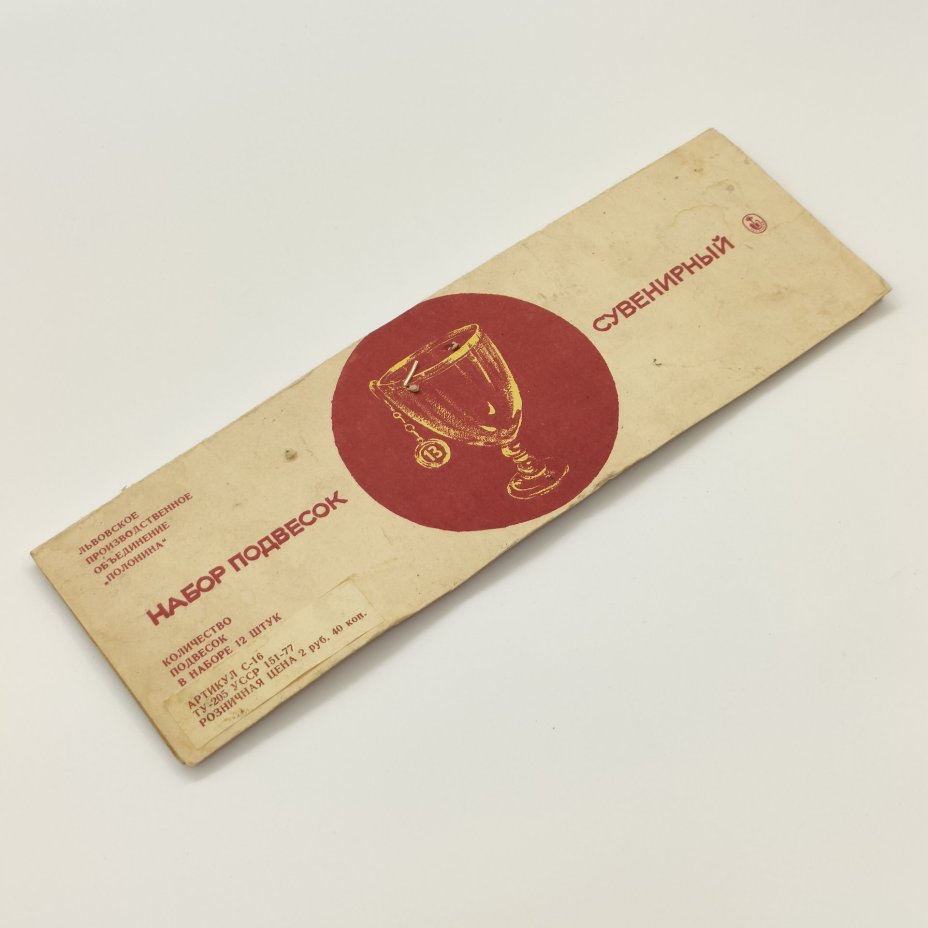 ЛЬВОВСКОЕ
ПРОИЗВОДСТВЕННОЕ
ОБЪЕДИНЕНИЕ
„ПОЛОНИНА“
НАБОР ПОДВЕСОК
СУВЕНИРНЫЙ
13
КОЛИЧЕСТВО
ПОДВЕСОК
В НАБОРЕ 12 ШТУК
АРТИКУЛ С-16
ТУ-205 УССР 151-77
РОЗНИЧНАЯ ЦЕНА 2 руб. 40 коп.